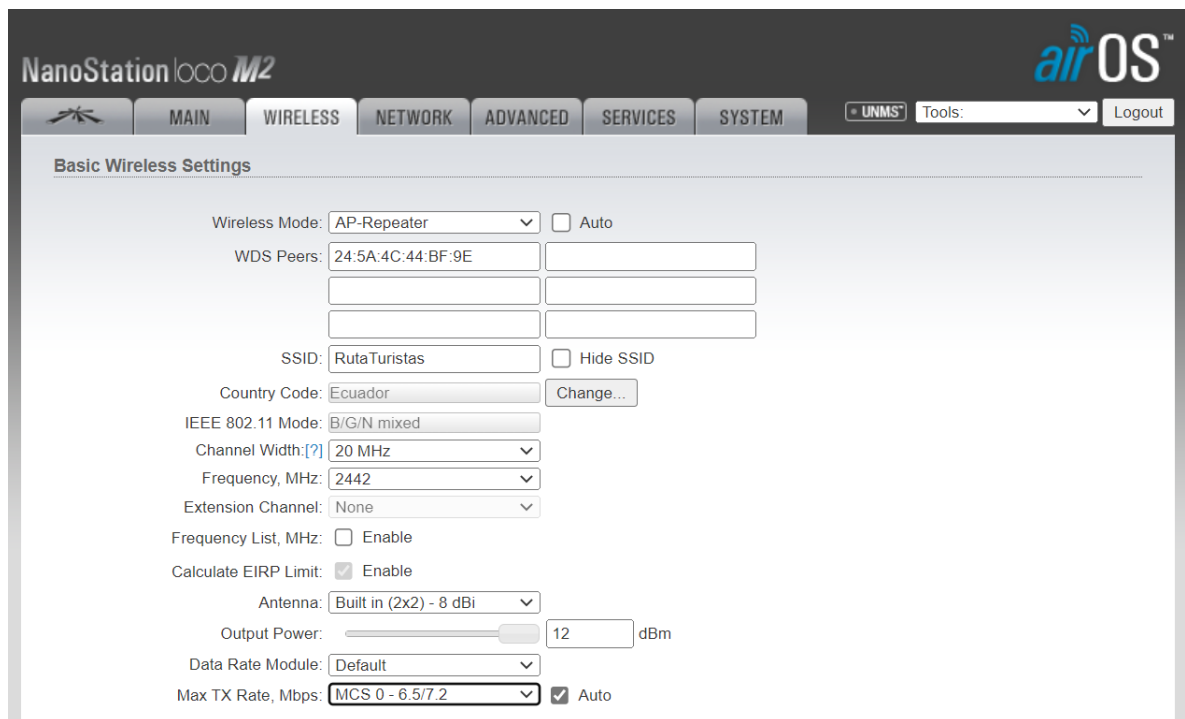 airOS™
NanoStation loco M2
MAIN WIRELESS NETWORK ADVANCED SERVICES SYSTEM UNMS™ Tools: Logout
Basic Wireless Settings
Wireless Mode: AP-Repeater Auto
WDS Peers: 24:5A:4C:44:BF:9E
SSID: RutaTuristas Hide SSID
Country Code: Ecuador Change...
IEEE 802.11 Mode: B/G/N mixed
Channel Width:[?] 20 MHz
Frequency, MHz: 2442
Extension Channel: None
Frequency List, MHz: Enable
Calculate EIRP Limit: Enable
Antenna: Built in (2x2) - 8 dBi
Output Power: 12 dBm
Data Rate Module: Default
Max TX Rate, Mbps: MCS 0 - 6.5/7.2 Auto